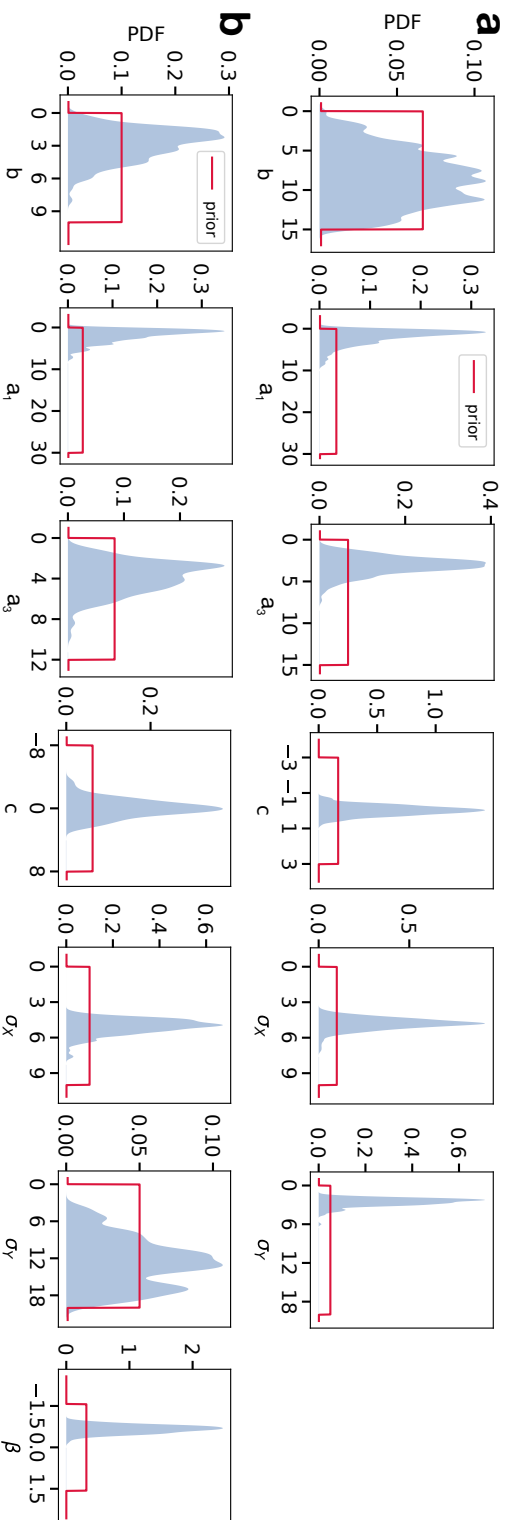 a
PDF
0.00 0.05 0.10
0 5 10 15
b
0.0 0.1 0.2 0.3
0 10 20 30
a₁
prior
0.0 0.2 0.4
0 5 10 15
a₃
0.0 0.5 1.0
−3 −1 1 3
c
0.0 0.5
0 3 6 9
σX
0.0 0.2 0.4 0.6
0 6 12 18
σY
b
PDF
0.0 0.1 0.2 0.3
0 3 6 9
b
prior
0.0 0.1 0.2 0.3
0 10 20 30
a₁
0.0 0.1 0.2
0 4 8 12
a₃
0.0 0.2
−8 0 8
c
0.0 0.2 0.4 0.6
0 3 6 9
σX
0.00 0.05 0.10
0 6 12 18
σY
0 1 2
−1.5 0.0 1.5
β